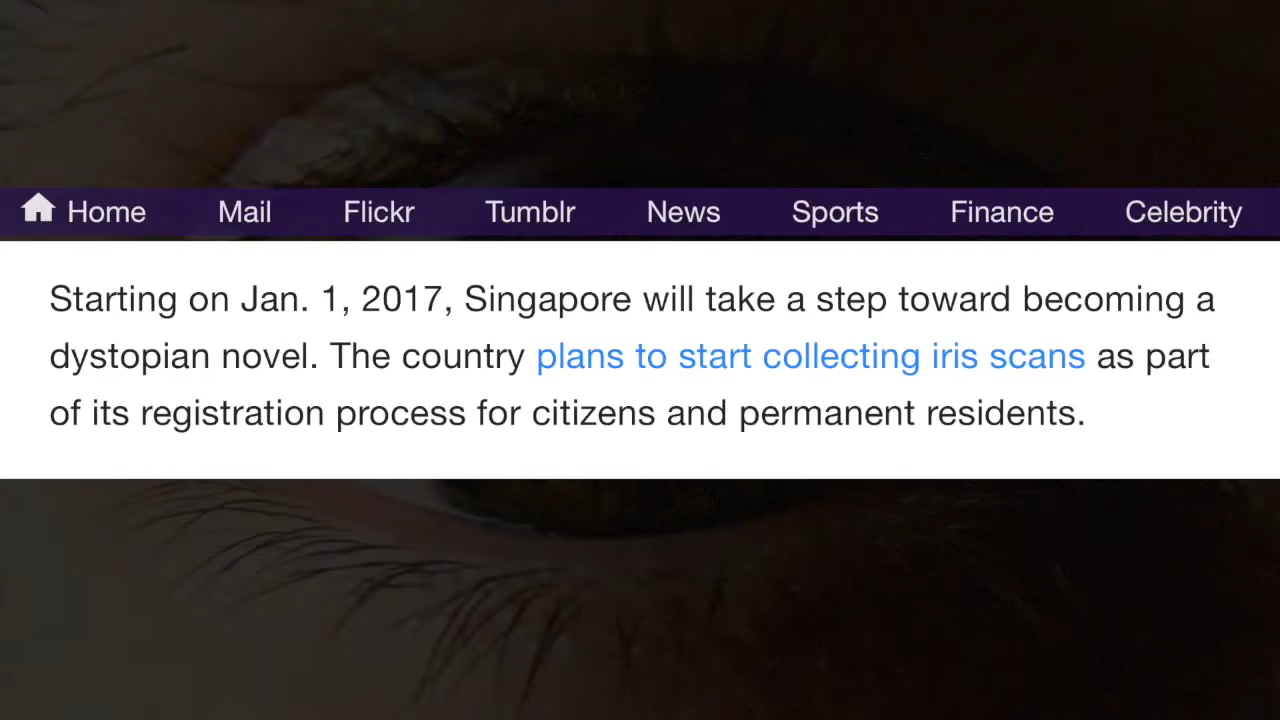 Home Mail Flickr Tumblr News Sports Finance Celebrity
Starting on Jan. 1, 2017, Singapore will take a step toward becoming a
dystopian novel. The country plans to start collecting iris scans as part
of its registration process for citizens and permanent residents.